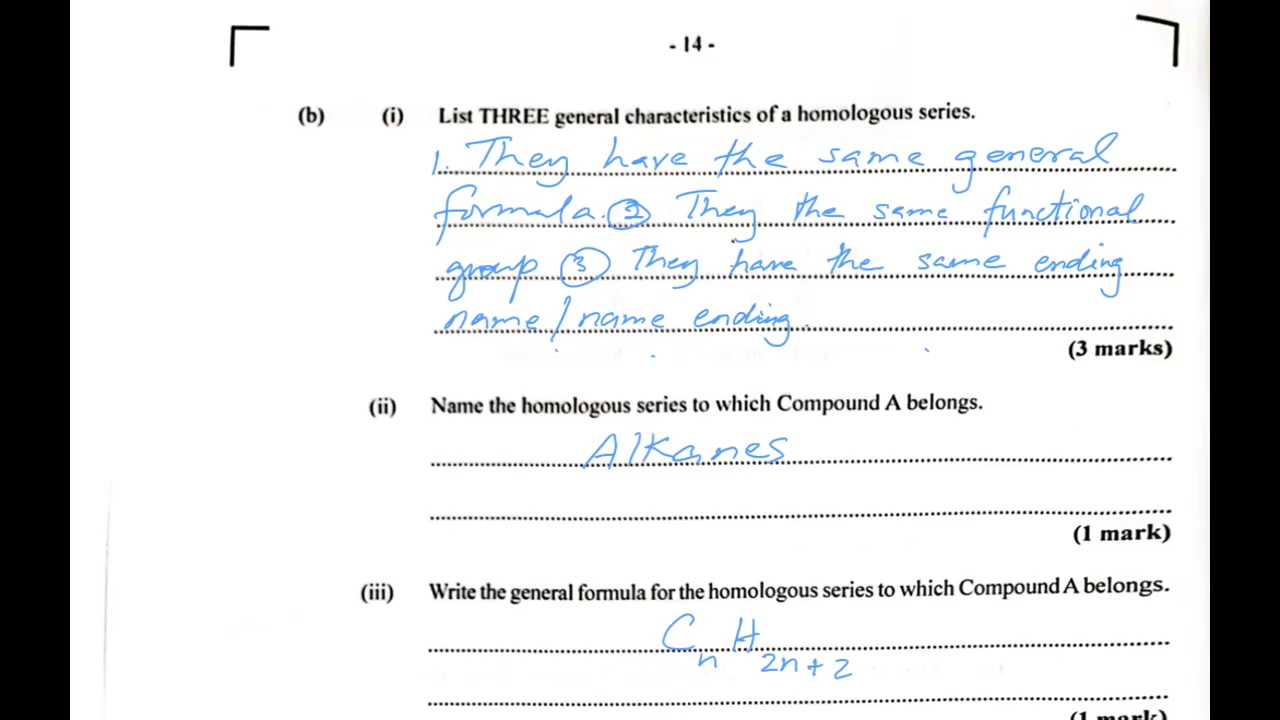 - 14 -
(b) (i) List THREE general characteristics of a homologous series.
1. They have the same general
formula. ② They the same functional
group ③ They have the same ending
name / name ending.
(3 marks)
(ii) Name the homologous series to which Compound A belongs.
Alkanes
(1 mark)
(iii) Write the general formula for the homologous series to which Compound A belongs.
CnH2n+2
(1 mark)